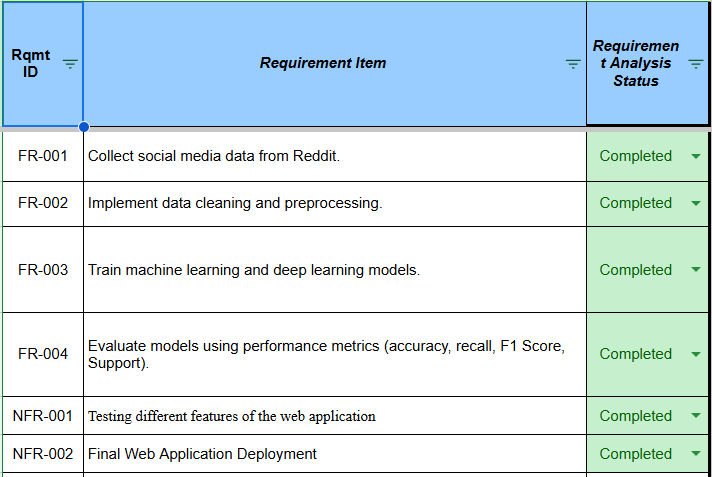 Rqmt
ID
Requirement Item
Requiremen
t Analysis
Status
FR-001 Collect social media data from Reddit. Completed
FR-002 Implement data cleaning and preprocessing. Completed
FR-003 Train machine learning and deep learning models. Completed
FR-004 Evaluate models using performance metrics (accuracy, recall, F1 Score,
Support). Completed
NFR-001 Testing different features of the web application Completed
NFR-002 Final Web Application Deployment Completed